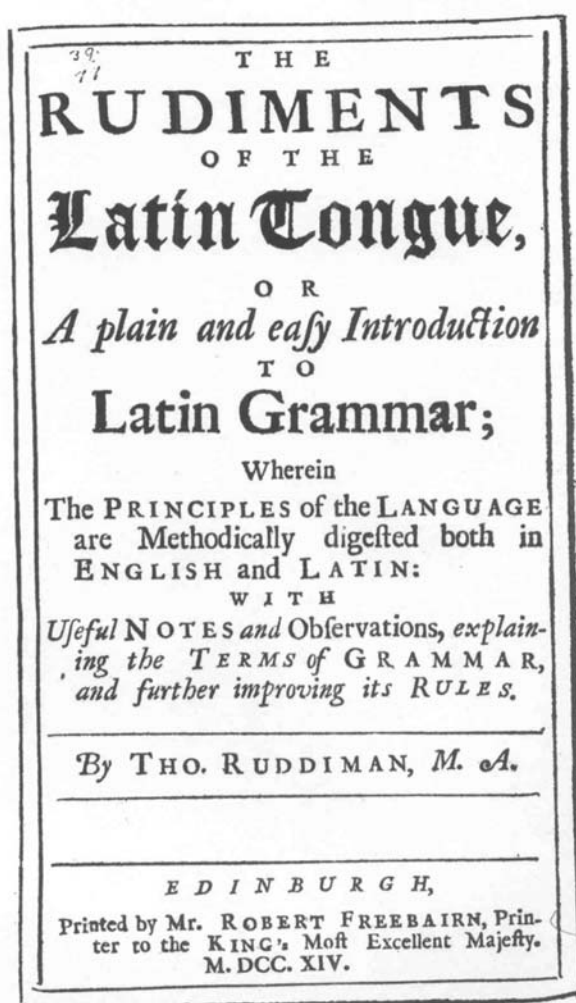 39.
77
THE
RUDIMENTS
OF THE
Latin Tongue,
OR
A plain and eaſy Introduction
TO
Latin Grammar;
Wherein
The PRINCIPLES of the LANGUAGE
are Methodically digeſted both in
ENGLISH and LATIN:
WITH
Uſeful NOTES and Obſervations, explain-
ing the TERMS of GRAMMAR,
and further improving its RULES.
By THO. RUDDIMAN, M. A.
EDINBURGH,
Printed by Mr. ROBERT FREEBAIRN, Prin-
ter to the KING's Moſt Excellent Majeſty.
M. DCC. XIV.